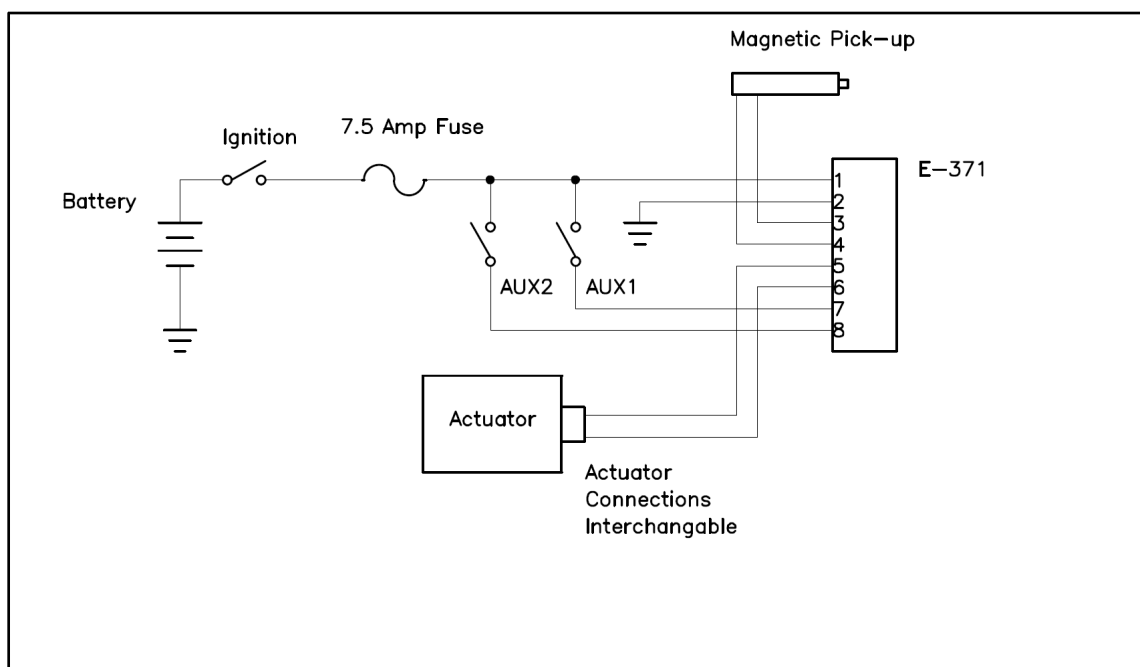 Magnetic Pick-up
7.5 Amp Fuse
Ignition
Battery
E-371
1
2
3
4
5
6
7
8
AUX2
AUX1
Actuator
Actuator
Connections
Interchangable